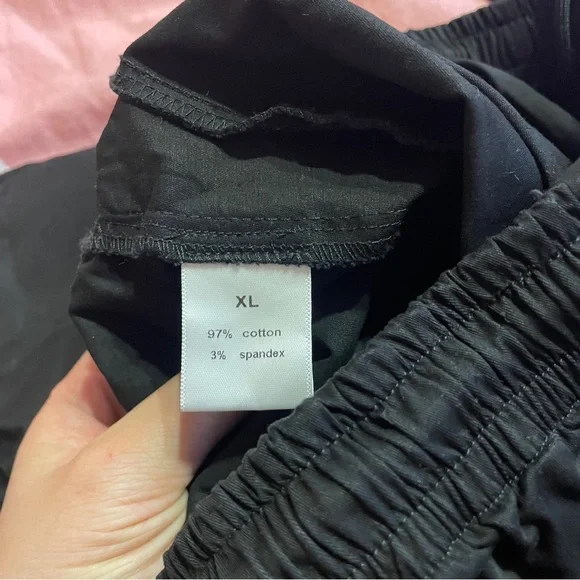 XL
97% cotton
3% spandex